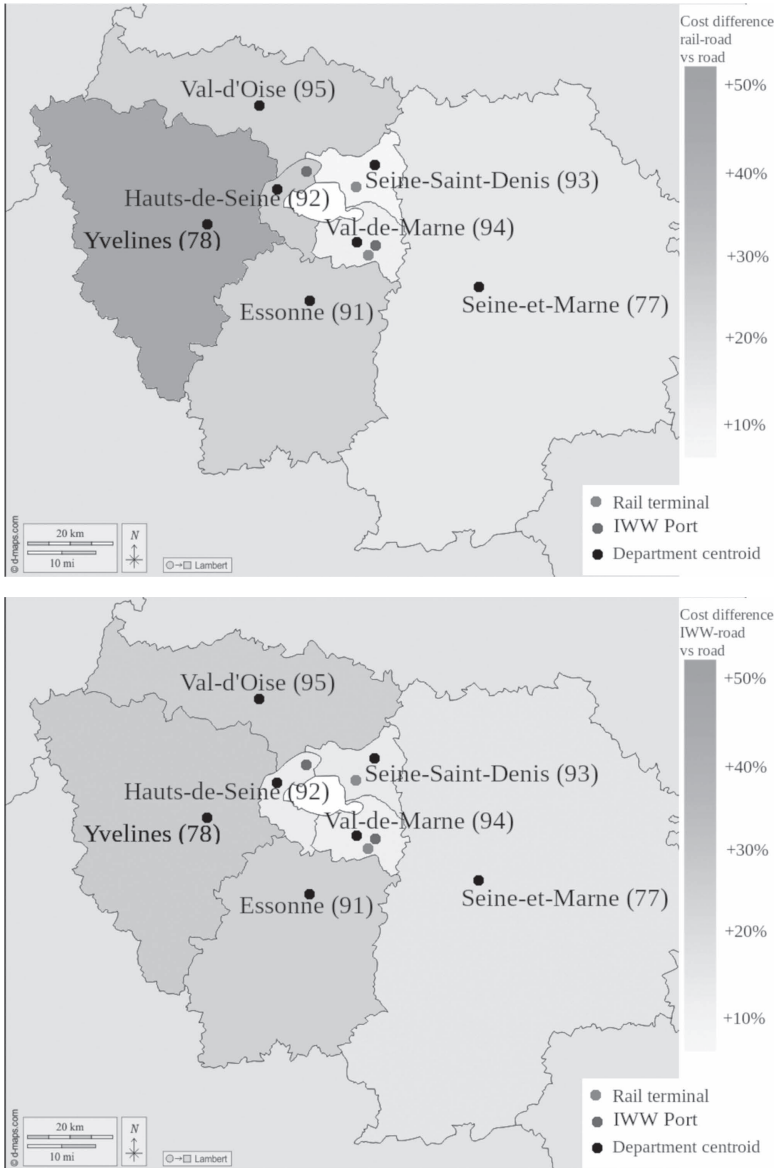 Cost difference
rail-road
vs road
+50%
Val-d'Oise (95)
+40%
Seine-Saint-Denis (93)
Hauts-de-Seine (92)
Val-de-Marne (94)
Yvelines (78)
+30%
Essonne (91)
Seine-et-Marne (77)
+20%
+10%
Rail terminal
IWW Port
Department centroid
© d-maps.com
20 km
10 mi
N
Lambert
Cost difference
IWW-road
vs road
+50%
Val-d'Oise (95)
+40%
Seine-Saint-Denis (93)
Hauts-de-Seine (92)
Val-de-Marne (94)
Yvelines (78)
+30%
Essonne (91)
Seine-et-Marne (77)
+20%
+10%
Rail terminal
IWW Port
Department centroid
© d-maps.com
20 km
10 mi
N
Lambert